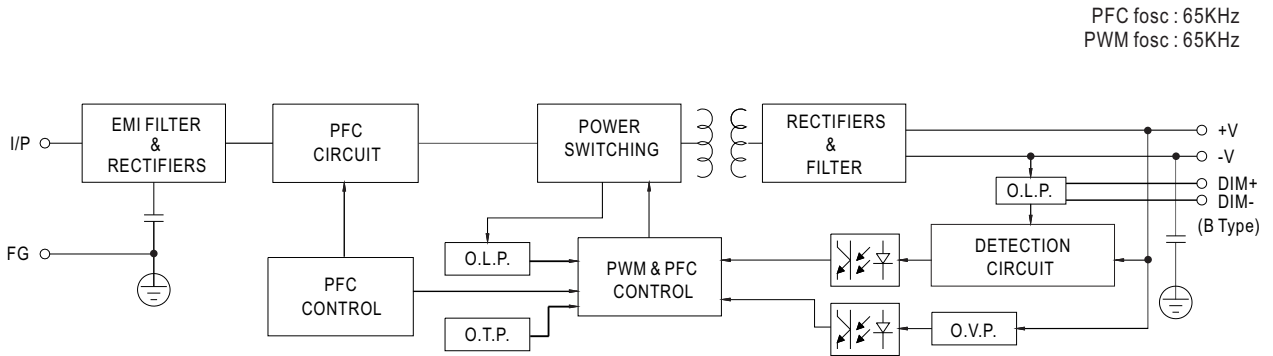 PFC fosc : 65KHz
PWM fosc : 65KHz
I/P
EMI FILTER
&
RECTIFIERS
PFC
CIRCUIT
POWER
SWITCHING
RECTIFIERS
&
FILTER
+V
-V
O.L.P.
DIM+
DIM-
(B Type)
FG
PFC
CONTROL
O.L.P.
O.T.P.
PWM & PFC
CONTROL
DETECTION
CIRCUIT
O.V.P.